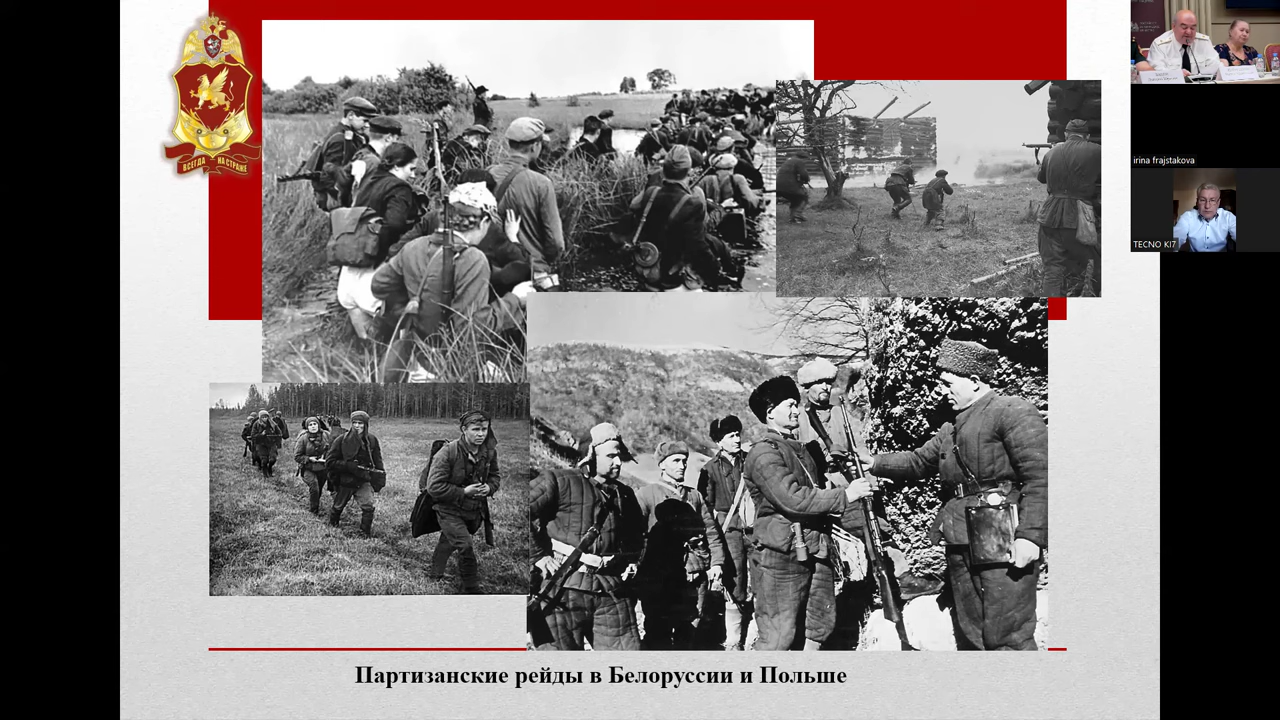 ВСЕГДА НА СТРАЖЕ
irina frajstakova
TECNO KI7
Партизанские рейды в Белоруссии и Польше